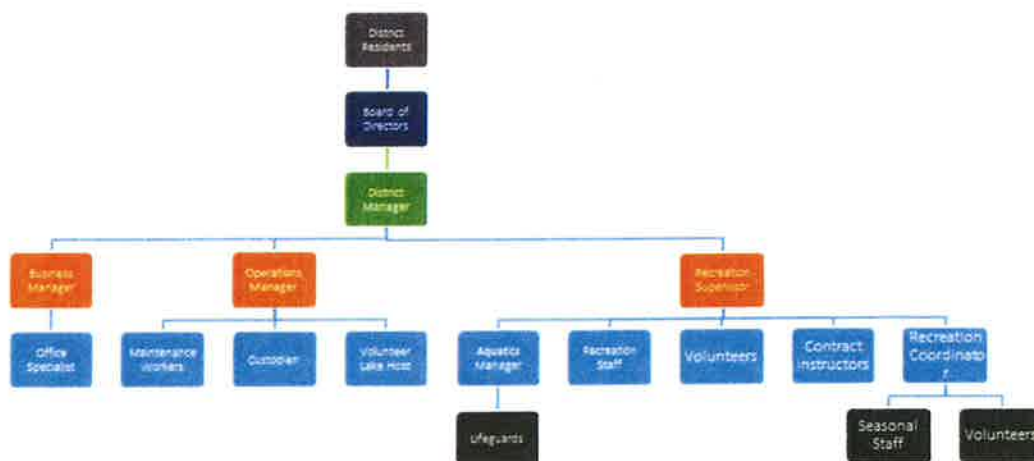 District
Residents
Board of
Directors
District
Manager
Business
Manager
Operations
Manager
Recreation
Supervisor
Office
Specialist
Maintenance
Workers
Custodian
Volunteer
Lake Host
Aquatics
Manager
Recreation
Staff
Volunteers
Contract
instructors
Recreation
Coordinato
r
Lifeguards
Seasonal
Staff
Volunteers